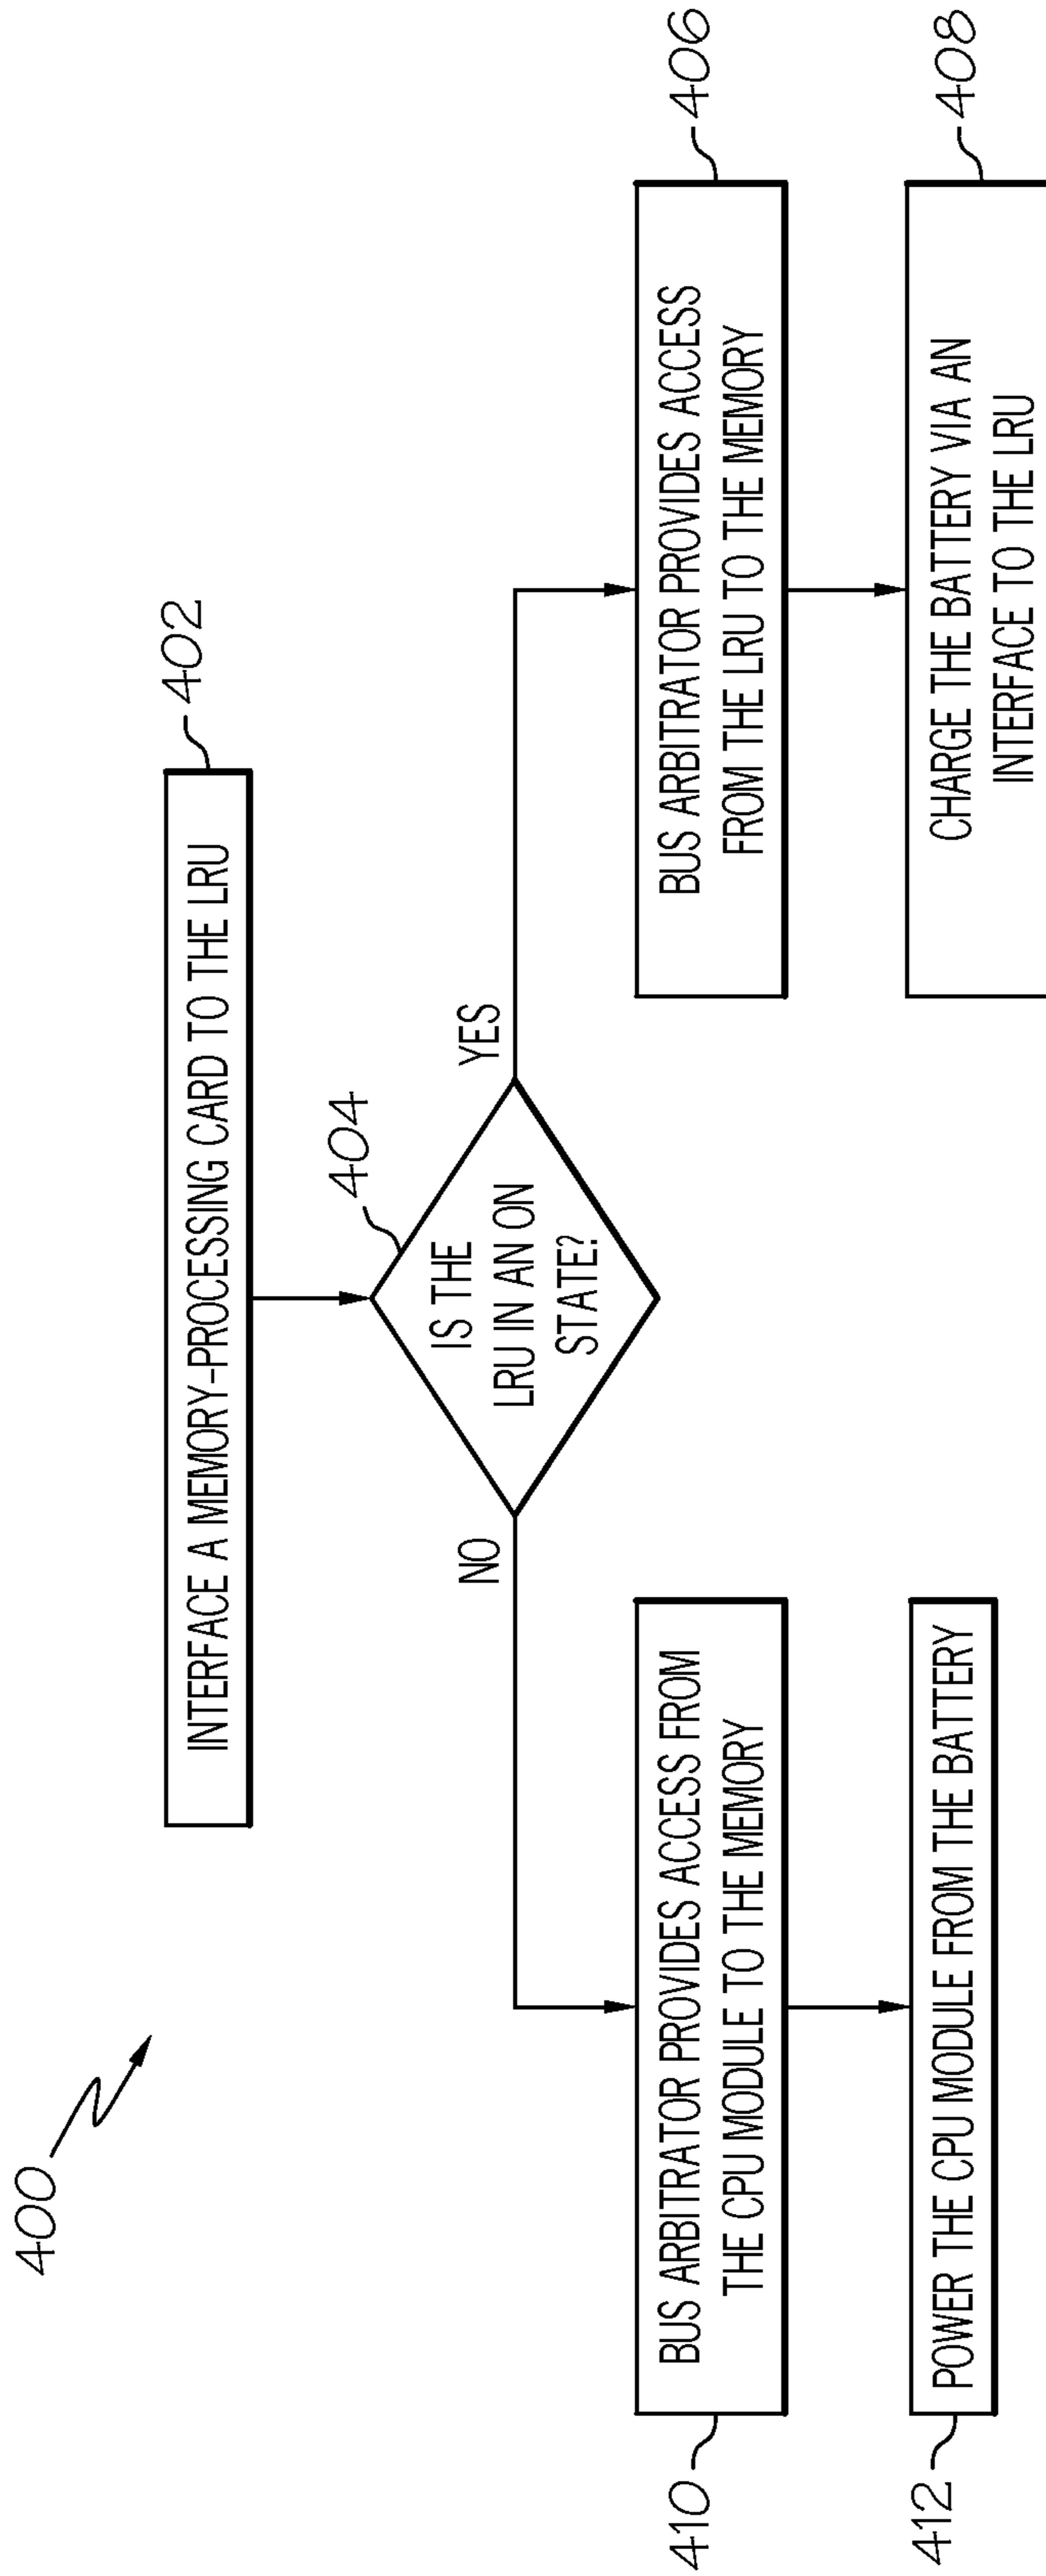 400
INTERFACE A MEMORY-PROCESSING CARD TO THE LRU
402
404
IS THE
LRU IN AN ON
STATE?
NO
YES
BUS ARBITRATOR PROVIDES ACCESS FROM
THE CPU MODULE TO THE MEMORY
410
BUS ARBITRATOR PROVIDES ACCESS
FROM THE LRU TO THE MEMORY
406
POWER THE CPU MODULE FROM THE BATTERY
412
CHARGE THE BATTERY VIA AN
INTERFACE TO THE LRU
408